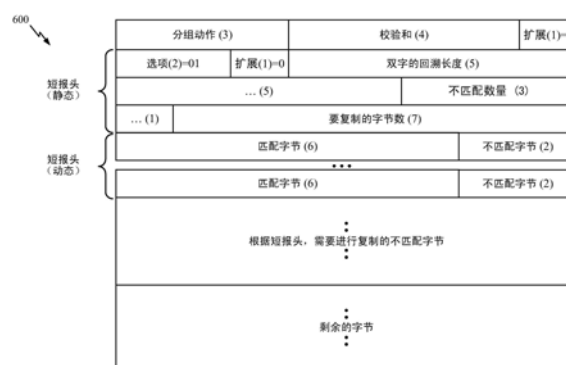 600
分组动作 (3) 校验和 (4) 扩展(1)=
选项(2)=01 扩展(1)=0 双字的回溯长度 (5)
短报头
(静态)
… (5) 不匹配数量 (3)
… (1) 要复制的字节数 (7)
短报头
(动态)
匹配字节 (6) 不匹配字节 (2)
•••
匹配字节 (6) 不匹配字节 (2)
根据短报头，需要进行复制的不匹配字节
剩余的字节